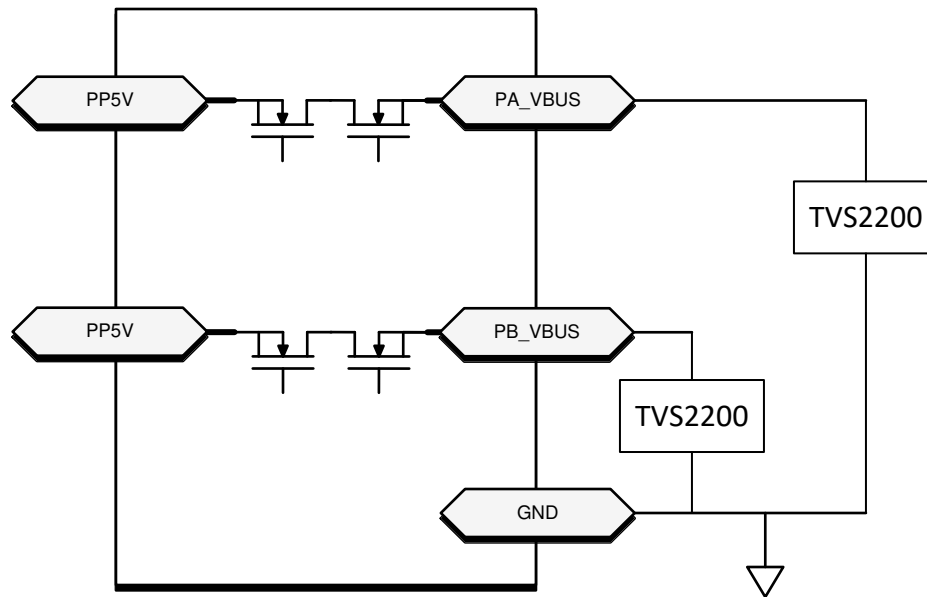 PP5V
PA_VBUS
TVS2200
PP5V
PB_VBUS
TVS2200
GND